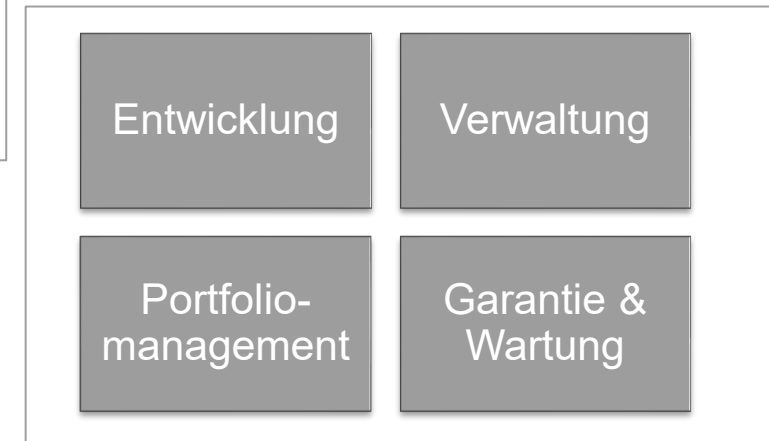 Entwicklung
Verwaltung
Portfolio-
management
Garantie &
Wartung